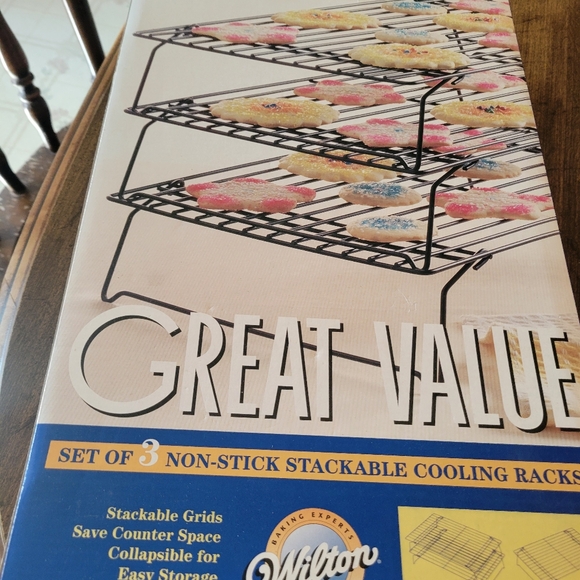 GREAT VALUE
SET OF 3 NON-STICK STACKABLE COOLING RACKS
Stackable Grids
Save Counter Space
Collapsible for
Easy Storage
BAKING EXPERTS
Wilton